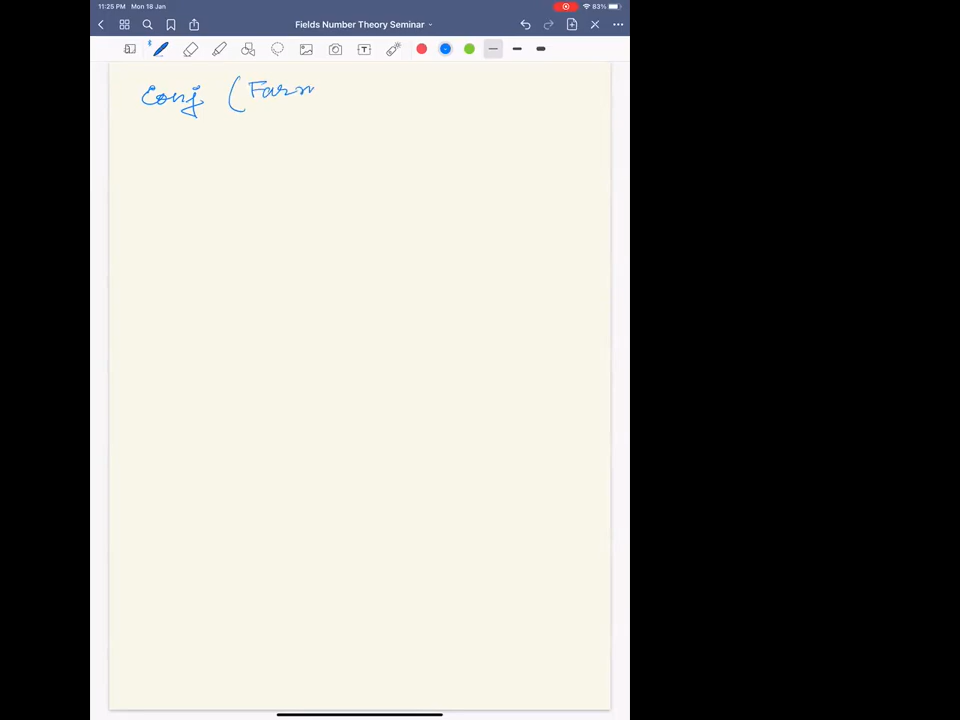 11:25 PM Mon 18 Jan
83%
Fields Number Theory Seminar
T
Conj (Farm